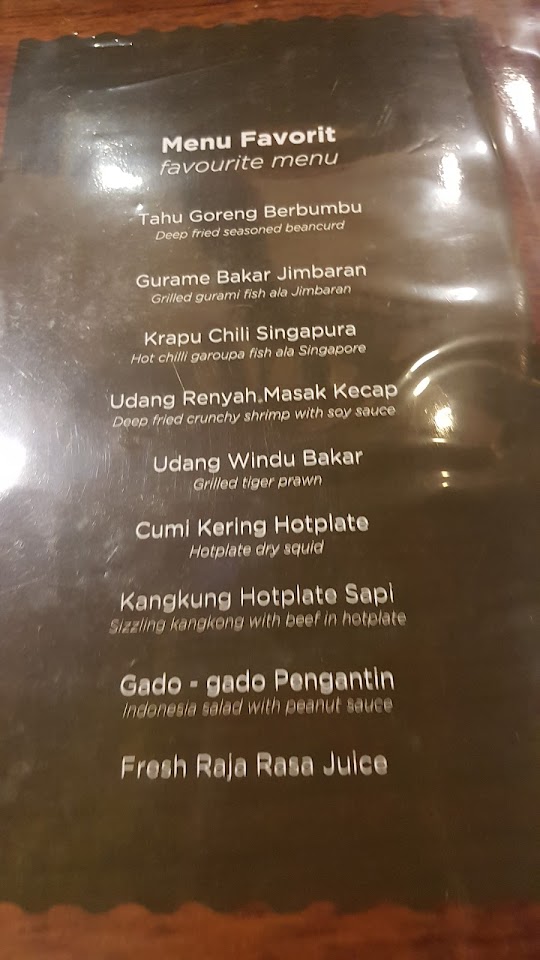 Menu Favorit
favourite menu
Tahu Goreng Berbumbu
Deep fried seasoned beancurd
Gurame Bakar Jimbaran
Grilled gurami fish ala Jimbaran
Krapu Chili Singapura
Hot chilli garoupa fish ala Singapore
Udang Renyah Masak Kecap
Deep fried crunchy shrimp with soy sauce
Udang Windu Bakar
Grilled tiger prawn
Cumi Kering Hotplate
Hotplate dry squid
Kangkung Hotplate Sapi
Sizzling kangkong with beef in hotplate
Gado - gado Pengantin
Indonesia salad with peanut sauce
Fresh Raja Rasa Juice